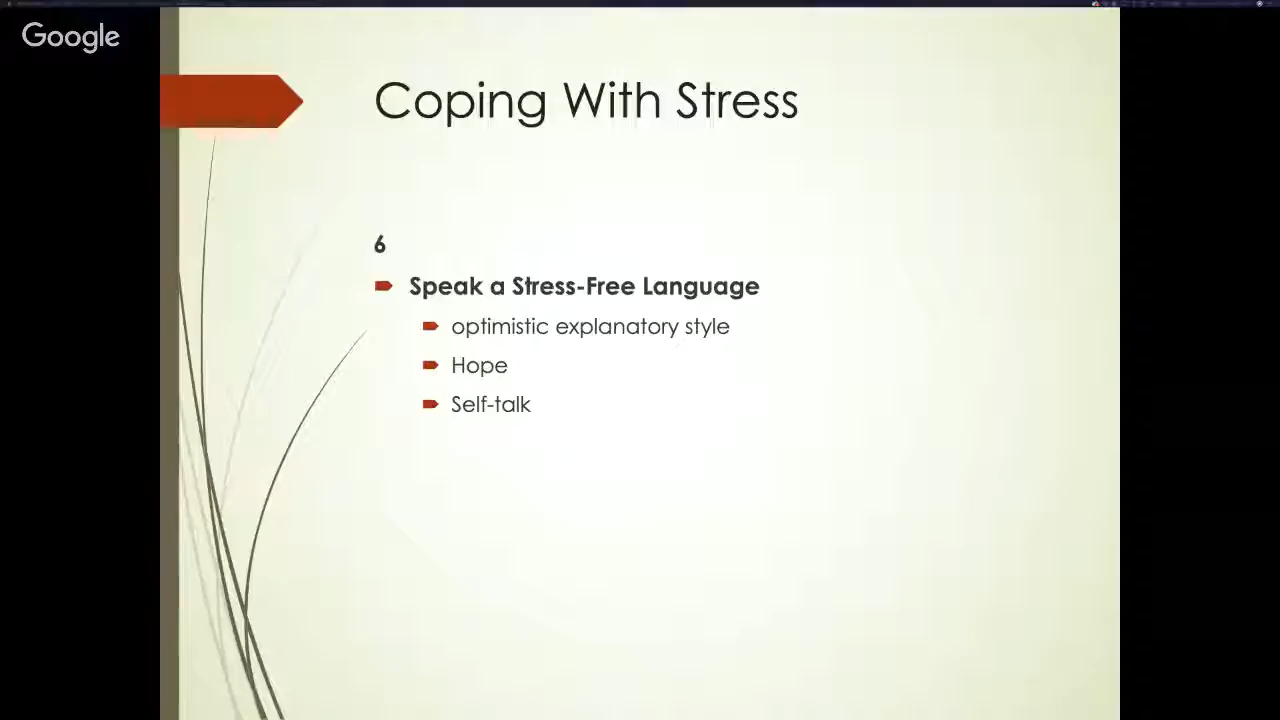 Google
Coping With Stress
6
Speak a Stress-Free Language
optimistic explanatory style
Hope
Self-talk